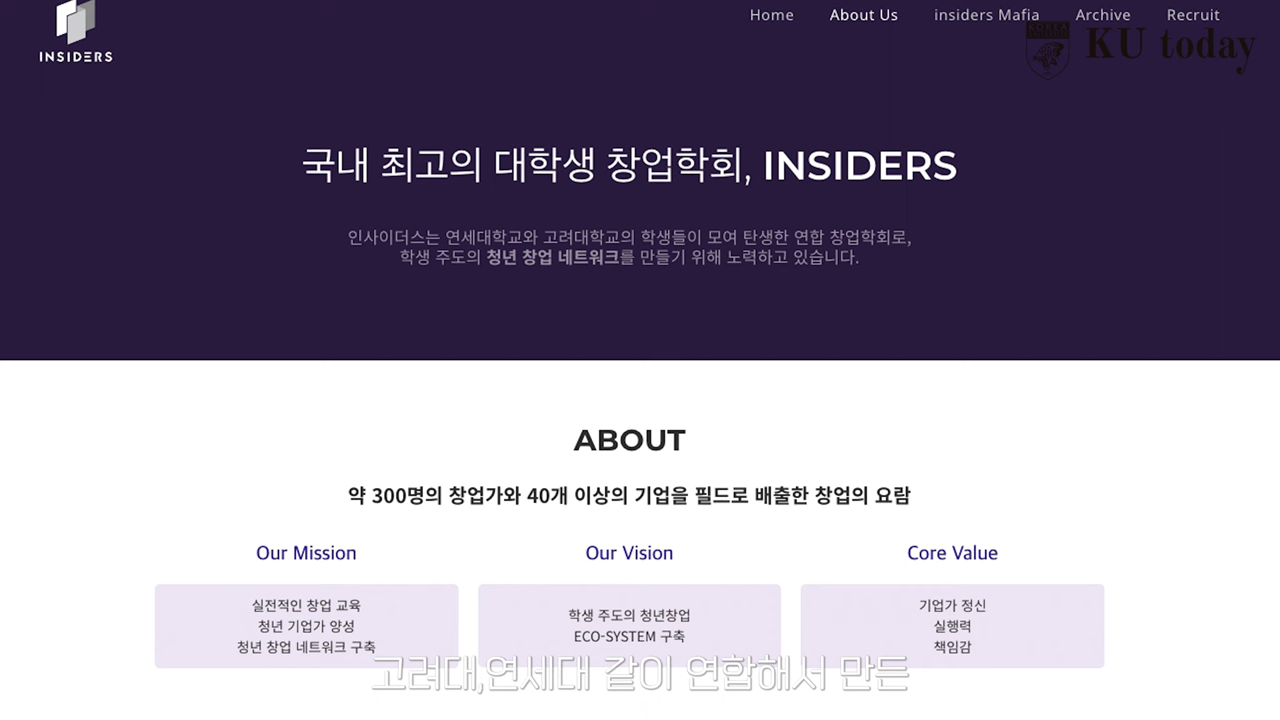 INSIDERS
Home About Us insiders Mafia Archive Recruit
KOREA
KU today
국내 최고의 대학생 창업학회, INSIDERS
인사이더스는 연세대학교와 고려대학교의 학생들이 모여 탄생한 연합 창업학회로,
학생 주도의 청년 창업 네트워크를 만들기 위해 노력하고 있습니다.
ABOUT
약 300명의 창업가와 40개 이상의 기업을 필드로 배출한 창업의 요람
Our Mission
실전적인 창업 교육
청년 기업가 양성
청년 창업 네트워크 구축
Our Vision
학생 주도의 청년창업
ECO-SYSTEM 구축
Core Value
기업가 정신
실행력
책임감
고려대,연세대 같이 연합해서 만든